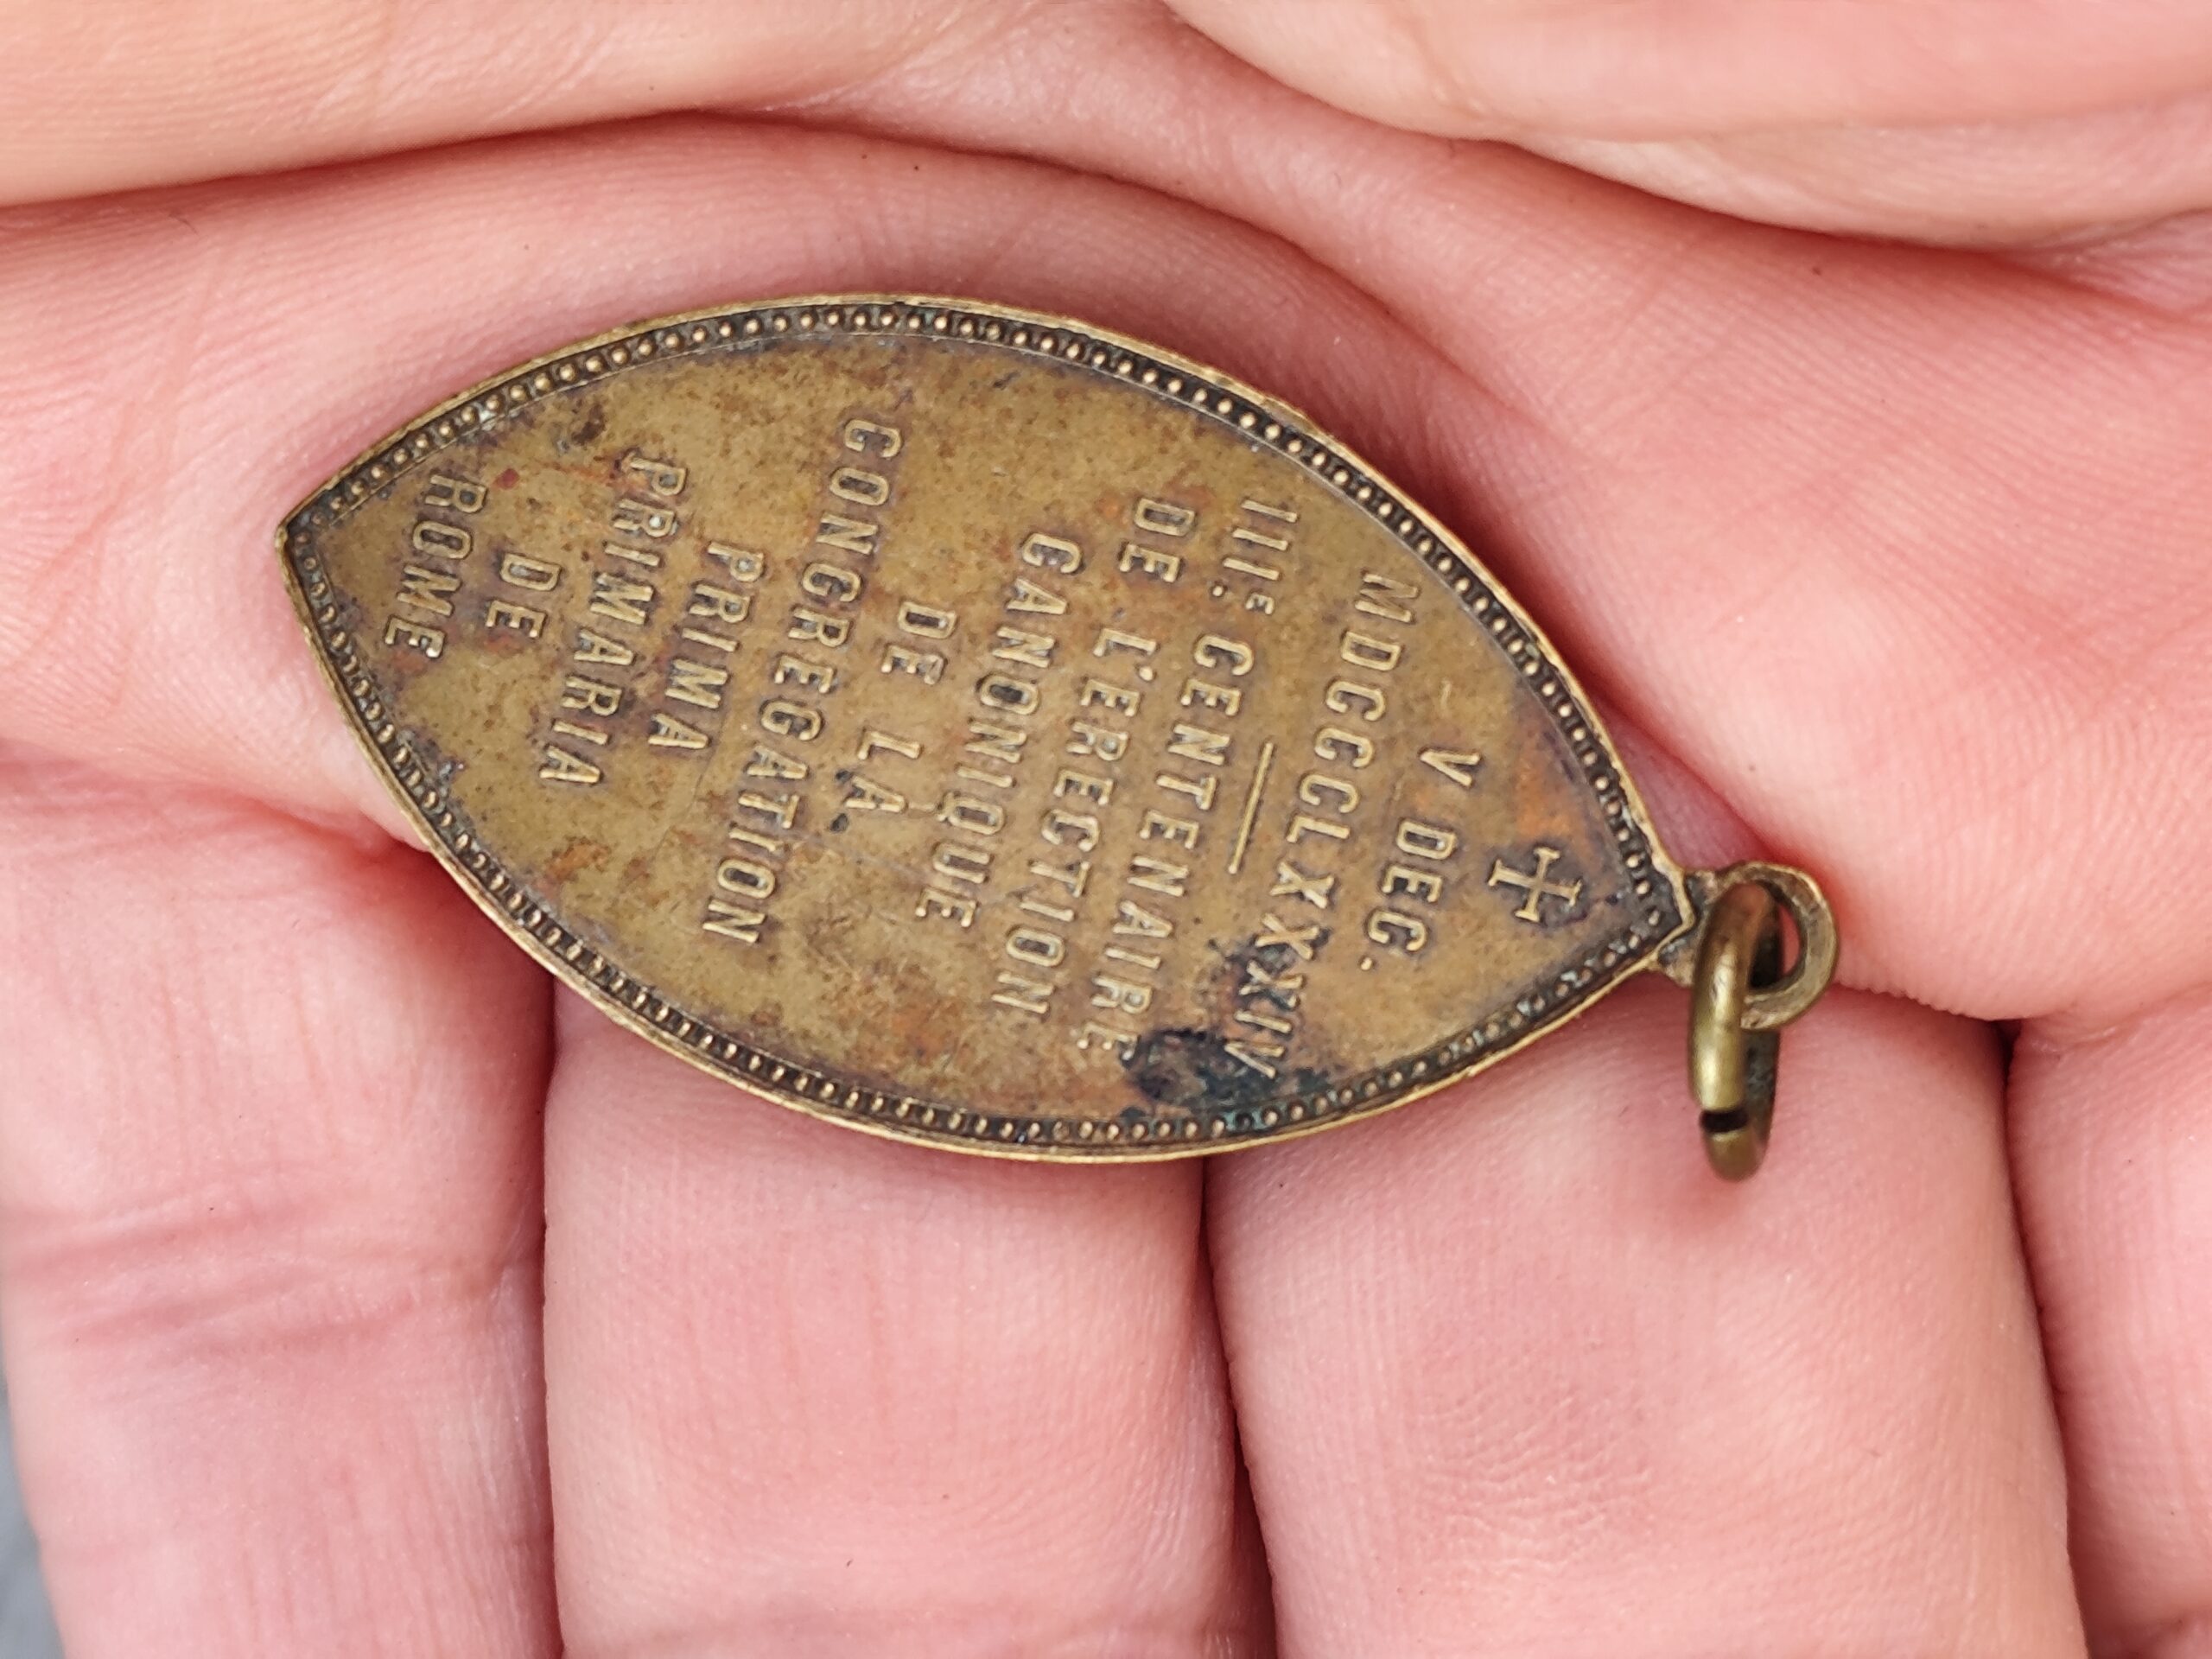 V DEC.
MDCCCLXXXIV
IIIE. CENTENAIRE
DE L'ERECTION
CANONIQUE
DE LA
CONGREGATION
PRIMA
PRIMARIA
DE
ROME